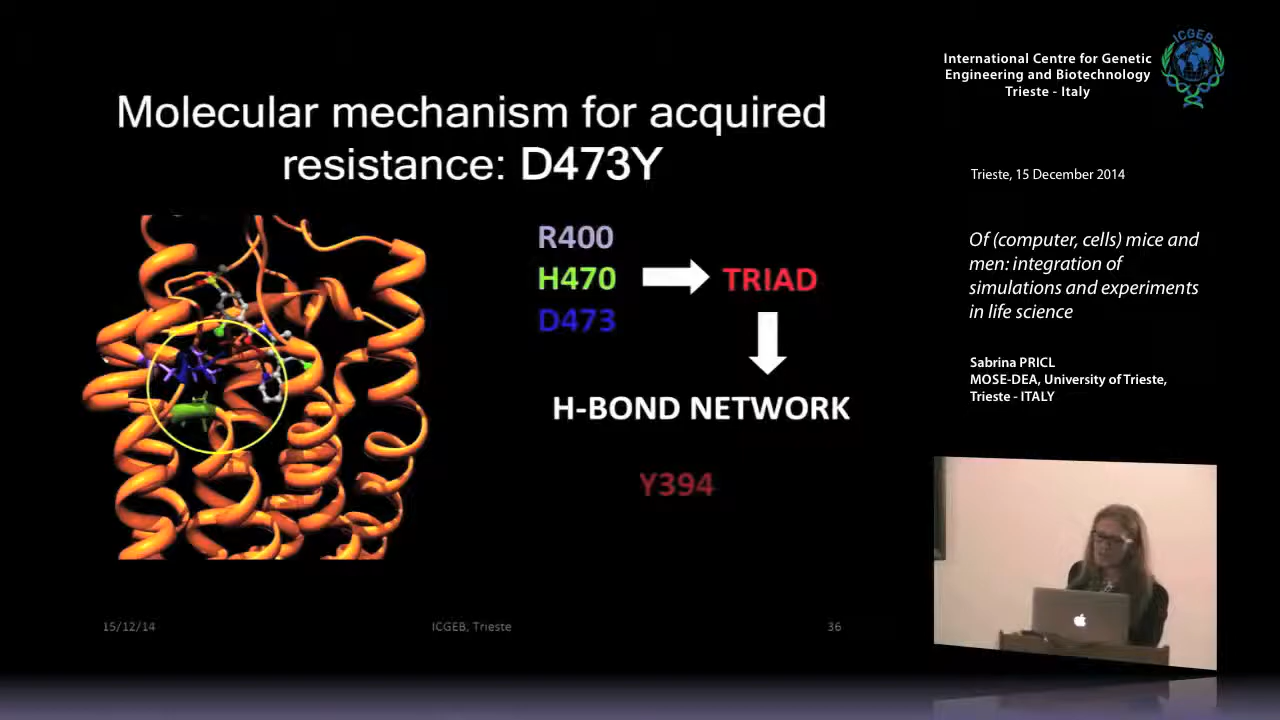 ICGEB
International Centre for Genetic
Engineering and Biotechnology
Trieste - Italy
Molecular mechanism for acquired
resistance: D473Y
Trieste, 15 December 2014
R400
H470
D473
TRIAD
H-BOND NETWORK
Y394
Of (computer, cells) mice and
men: integration of
simulations and experiments
in life science
Sabrina PRICL
MOSE-DEA, University of Trieste,
Trieste - ITALY
15/12/14
ICGEB, Trieste
36